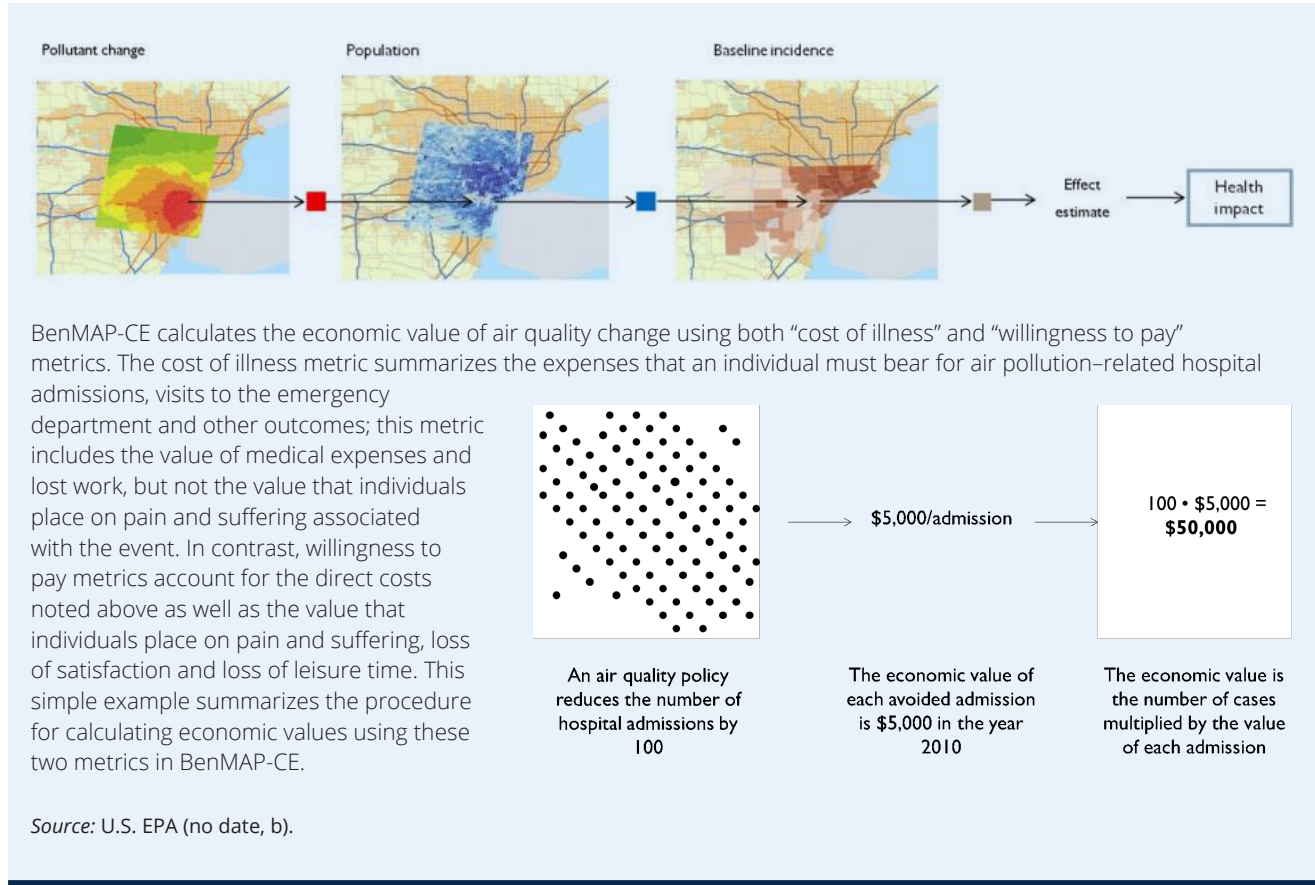 Pollutant change
Population
Baseline incidence
Effect
estimate
Health
impact
BenMAP-CE calculates the economic value of air quality change using both “cost of illness” and “willingness to pay”
metrics. The cost of illness metric summarizes the expenses that an individual must bear for air pollution–related hospital
admissions, visits to the emergency
department and other outcomes; this metric
includes the value of medical expenses and
lost work, but not the value that individuals
place on pain and suffering associated
with the event. In contrast, willingness to
pay metrics account for the direct costs
noted above as well as the value that
individuals place on pain and suffering, loss
of satisfaction and loss of leisure time. This
simple example summarizes the procedure
for calculating economic values using these
two metrics in BenMAP-CE.
$5,000/admission
100 • $5,000 =
$50,000
An air quality policy
reduces the number of
hospital admissions by
100
The economic value of
each avoided admission
is $5,000 in the year
2010
The economic value is
the number of cases
multiplied by the value
of each admission
Source: U.S. EPA (no date, b).